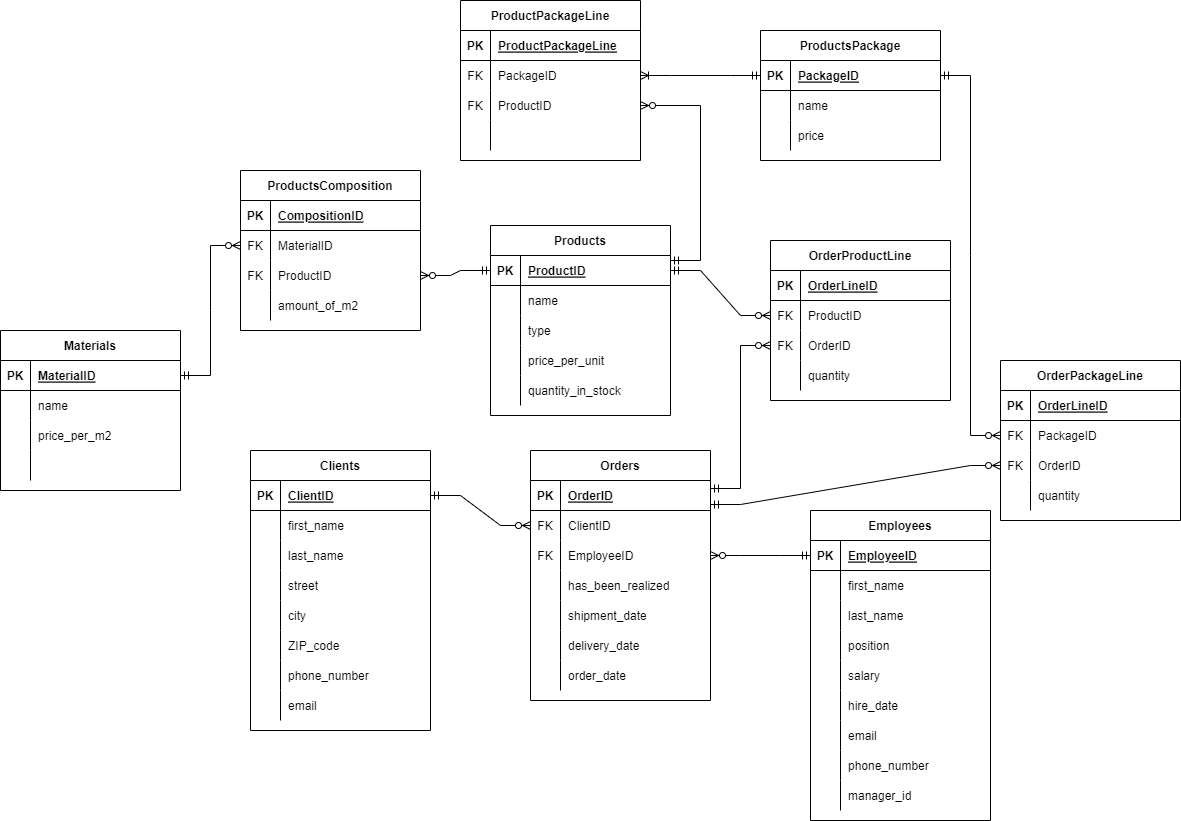 ProductPackageLine
PK ProductPackageLine
FK PackageID
FK ProductID
ProductsPackage
PK PackageID
name
price
ProductsComposition
PK CompositionID
FK MaterialID
FK ProductID
amount_of_m2
Products
PK ProductID
name
type
price_per_unit
quantity_in_stock
OrderProductLine
PK OrderLineID
FK ProductID
FK OrderID
quantity
Materials
PK MaterialID
name
price_per_m2
OrderPackageLine
PK OrderLineID
FK PackageID
FK OrderID
quantity
Clients
PK ClientID
first_name
last_name
street
city
ZIP_code
phone_number
email
Orders
PK OrderID
FK ClientID
FK EmployeeID
has_been_realized
shipment_date
delivery_date
order_date
Employees
PK EmployeeID
first_name
last_name
position
salary
hire_date
email
phone_number
manager_id